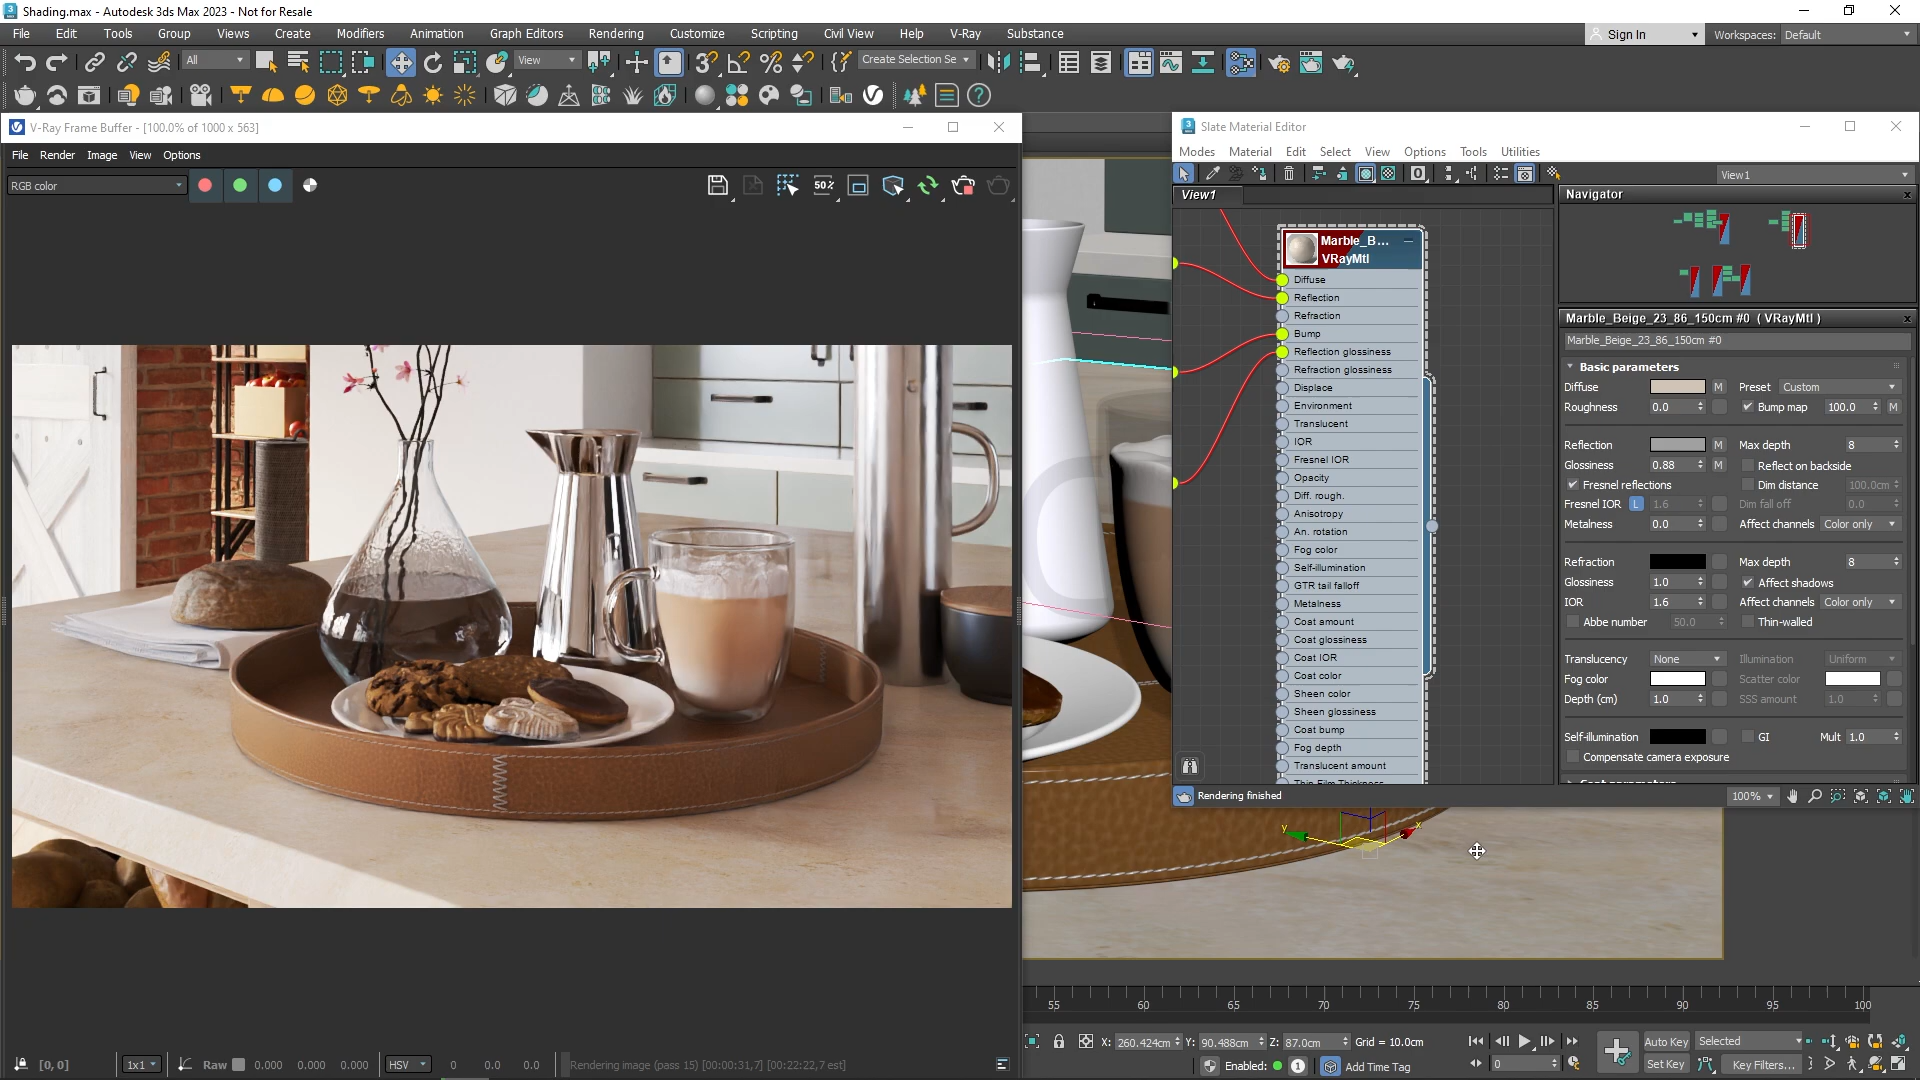 Shading.max - Autodesk 3ds Max 2023 - Not for Resale
File Edit Tools Group Views Create Modifiers Animation Graph Editors Rendering Customize Scripting Civil View Help V-Ray Substance
Sign In Workspaces: Default
All View Create Selection Se
V-Ray Frame Buffer - [100.0% of 1000 x 563]
File Render Image View Options
RGB color
50%
[0, 0] 1x1 Raw 0.000 0.000 0.000 HSV 0 0.0 0.0 Rendering image (pass 15) [00:00:31,7] [00:22:22,7 est]
Slate Material Editor
Modes Material Edit Select View Options Tools Utilities
View1
View1
Marble_B...
VRayMtl
Diffuse
Reflection
Refraction
Bump
Reflection glossiness
Refraction glossiness
Displace
Environment
Translucent
IOR
Fresnel IOR
Opacity
Diff. rough.
Anisotropy
An. rotation
Fog color
Self-illumination
GTR tail falloff
Metalness
Coat amount
Coat glossiness
Coat IOR
Coat color
Sheen color
Sheen glossiness
Coat bump
Fog depth
Translucent amount
Thin Film Thickness
Navigator
Marble_Beige_23_86_150cm #0 ( VRayMtl )
Marble_Beige_23_86_150cm #0
Basic parameters
Diffuse M Preset Custom
Roughness 0.0 Bump map 100.0 M
Reflection M Max depth 8
Glossiness 0.88 M Reflect on backside
Fresnel reflections Dim distance 100.0cm
Fresnel IOR L 1.6 Dim fall off 0.0
Metalness 0.0 Affect channels Color only
Refraction Max depth 8
Glossiness 1.0 Affect shadows
IOR 1.6 Affect channels Color only
Abbe number 50.0 Thin-walled
Translucency None Illumination Uniform
Fog color Scatter color
Depth (cm) 1.0 SSS amount 1.0
Self-illumination GI Mult 1.0
Compensate camera exposure
Coat parameters
Rendering finished 100%
y x
55 60 65 70 75 80 85 90 95 100
X: 260.424cm Y: 90.488cm Z: 87.0cm Grid = 10.0cm Auto Key Selected
Enabled: 1 Add Time Tag 0 Set Key Key Filters...